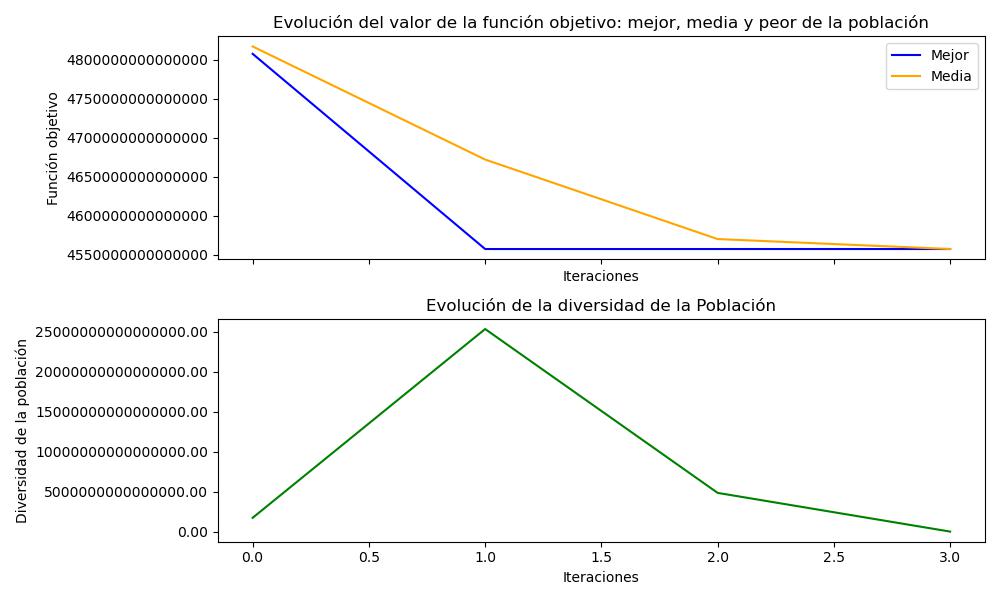 Evolución del valor de la función objetivo: mejor, media y peor de la población
Función objetivo
4800000000000000
4750000000000000
4700000000000000
4650000000000000
4600000000000000
4550000000000000
Mejor
Media
Iteraciones
Evolución de la diversidad de la Población
Diversidad de la población
25000000000000000.00
20000000000000000.00
15000000000000000.00
10000000000000000.00
5000000000000000.00
0.00
0.0 0.5 1.0 1.5 2.0 2.5 3.0
Iteraciones